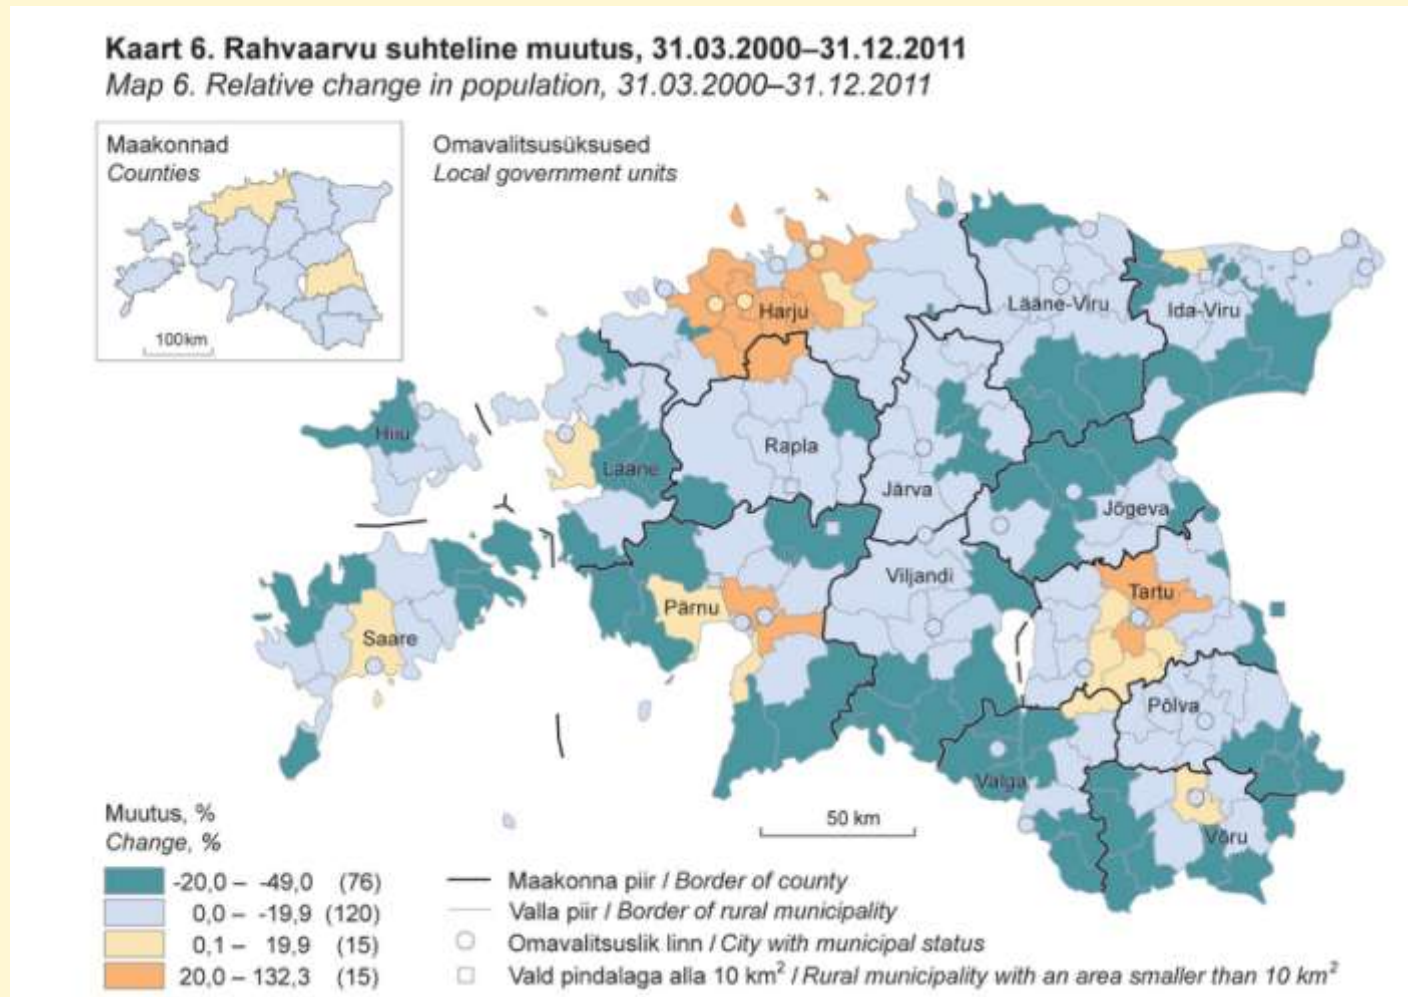 Kaart 6. Rahvaarvu suhteline muutus, 31.03.2000–31.12.2011
Map 6. Relative change in population, 31.03.2000–31.12.2011
Maakonnad
Counties
100km
Omavalitsusüksused
Local government units
Harju
Lääne-Viru
Ida-Viru
Hiiu
Rapla
Lääne
Järva
Jõgeva
Viljandi
Tartu
Pärnu
Saare
Põlva
Valga
Võru
50 km
Muutus, %
Change, %
-20,0 – -49,0 (76)
0,0 – -19,9 (120)
0,1 – 19,9 (15)
20,0 – 132,3 (15)
Maakonna piir / Border of county
Valla piir / Border of rural municipality
Omavalitsuslik linn / City with municipal status
Vald pindalaga alla 10 km² / Rural municipality with an area smaller than 10 km²